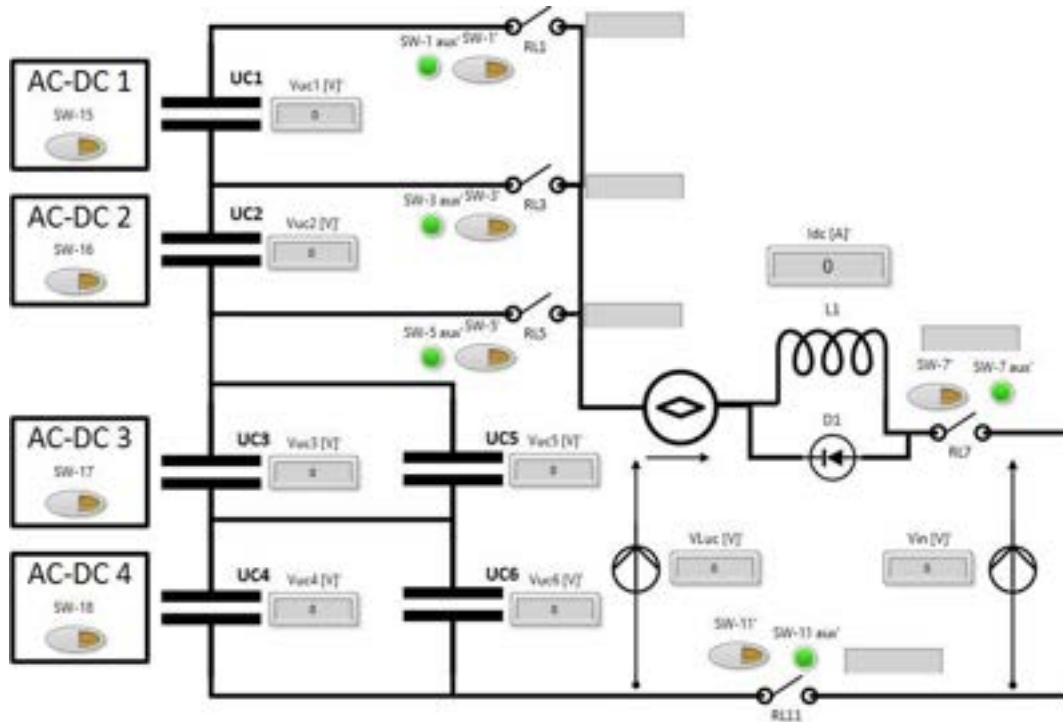 SW-1 aux' SW-1'
RL1
AC-DC 1
SW-15
UC1
Vuc1 [V]'
0
SW-3 aux' SW-3'
RL3
AC-DC 2
SW-16
UC2
Vuc2 [V]'
0
Idc [A]'
0
L1
SW-5 aux' SW-5'
RL5
SW-7' SW-7 aux'
RL7
D1
AC-DC 3
SW-17
UC3
Vuc3 [V]'
0
UC5
Vuc5 [V]'
0
AC-DC 4
SW-18
UC4
Vuc4 [V]'
0
UC6
Vuc6 [V]'
0
VLuc [V]'
Vin [V]'
SW-11' SW-11 aux'
RL11